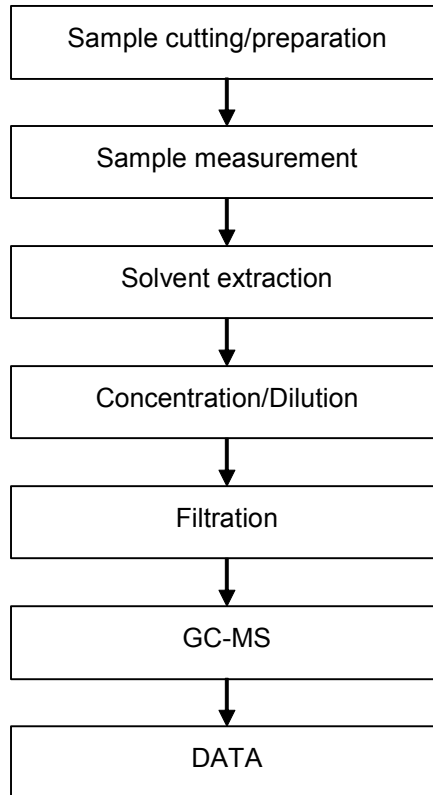 Sample cutting/preparation
Sample measurement
Solvent extraction
Concentration/Dilution
Filtration
GC-MS
DATA